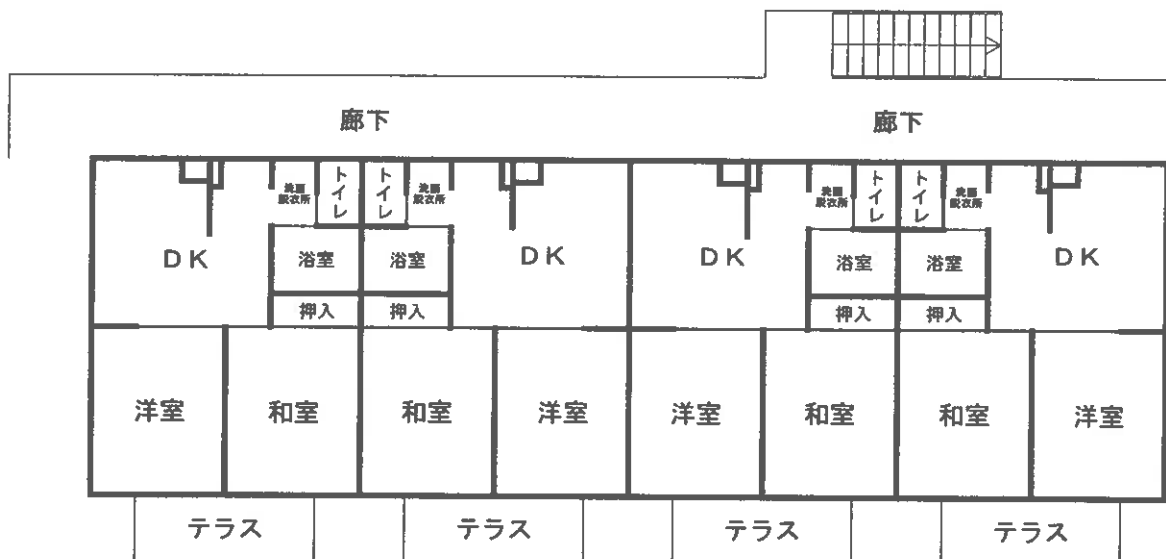 廊下 廊下
トイレ トイレ トイレ トイレ
洗面
脱衣所
洗面
脱衣所
洗面
脱衣所
洗面
脱衣所
DK 浴室 浴室 DK DK 浴室 浴室 DK
押入 押入 押入 押入
洋室 和室 和室 洋室 洋室 和室 和室 洋室
テラス テラス テラス テラス